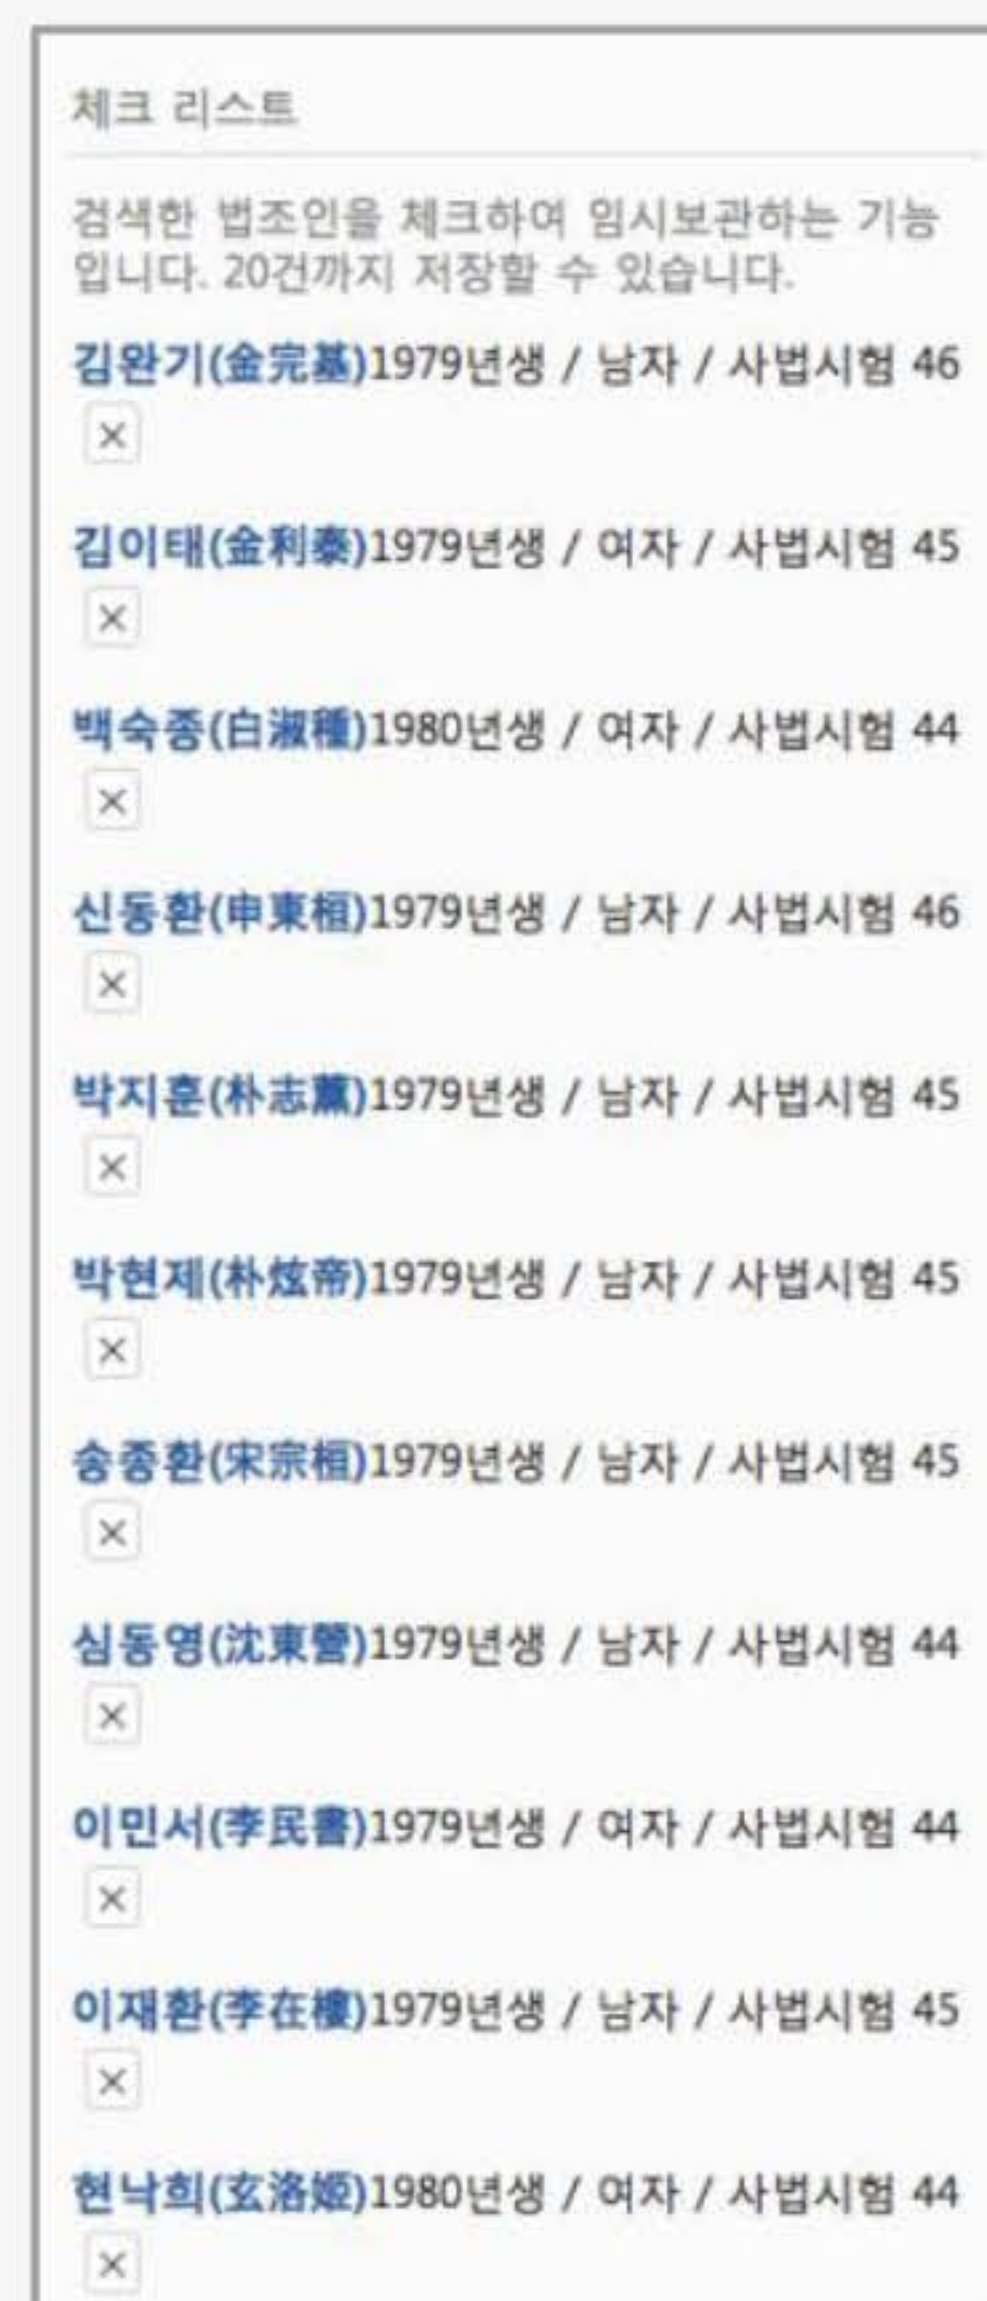 체크 리스트
검색한 법조인을 체크하여 임시보관하는 기능
입니다. 20건까지 저장할 수 있습니다.
김완기(金完基)1979년생 / 남자 / 사법시험 46
×
김이태(金利泰)1979년생 / 여자 / 사법시험 45
×
백숙종(白淑種)1980년생 / 여자 / 사법시험 44
×
신동환(申東桓)1979년생 / 남자 / 사법시험 46
×
박지훈(朴志薰)1979년생 / 남자 / 사법시험 45
×
박현제(朴炫帝)1979년생 / 남자 / 사법시험 45
×
송종환(宋宗桓)1979년생 / 남자 / 사법시험 45
×
심동영(沈東營)1979년생 / 남자 / 사법시험 44
×
이민서(李民書)1979년생 / 여자 / 사법시험 44
×
이재환1979년생 / 남자 / 사법시험 45
×
현낙희(玄洛姬)1980년생 / 여자 / 사법시험 44
×